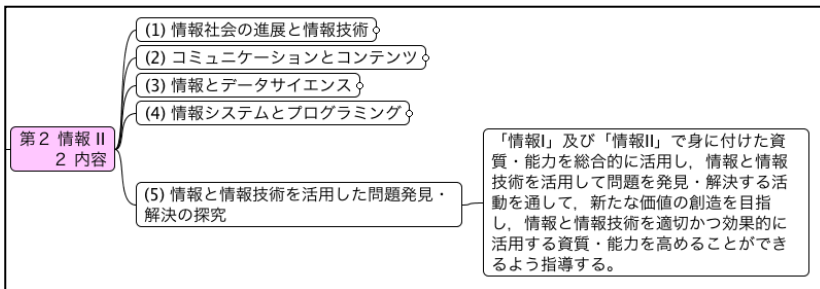 (1) 情報社会の進展と情報技術
(2) コミュニケーションとコンテンツ
(3) 情報とデータサイエンス
(4) 情報システムとプログラミング
第２ 情報 II
2 内容
(5) 情報と情報技術を活用した問題発見・
解決の探究
「情報I」及び「情報II」で身に付けた資
質・能力を総合的に活用し，情報と情報
技術を活用して問題を発見・解決する活
動を通して，新たな価値の創造を目指
し，情報と情報技術を適切かつ効果的に
活用する資質・能力を高めることができ
るよう指導する。